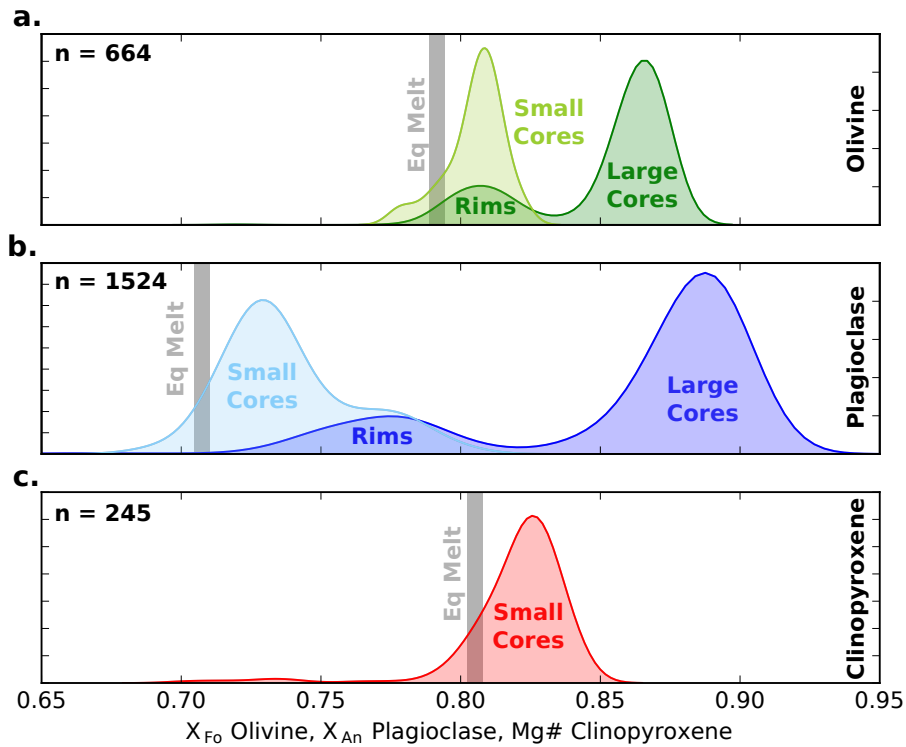 a.
n = 664
Eq Melt
Small
Cores
Rims
Large
Cores
Olivine
b.
n = 1524
Eq Melt
Small
Cores
Rims
Large
Cores
Plagioclase
c.
n = 245
Eq Melt
Small
Cores
Clinopyroxene
0.65 0.70 0.75 0.80 0.85 0.90 0.95
X_Fo Olivine, X_An Plagioclase, Mg# Clinopyroxene